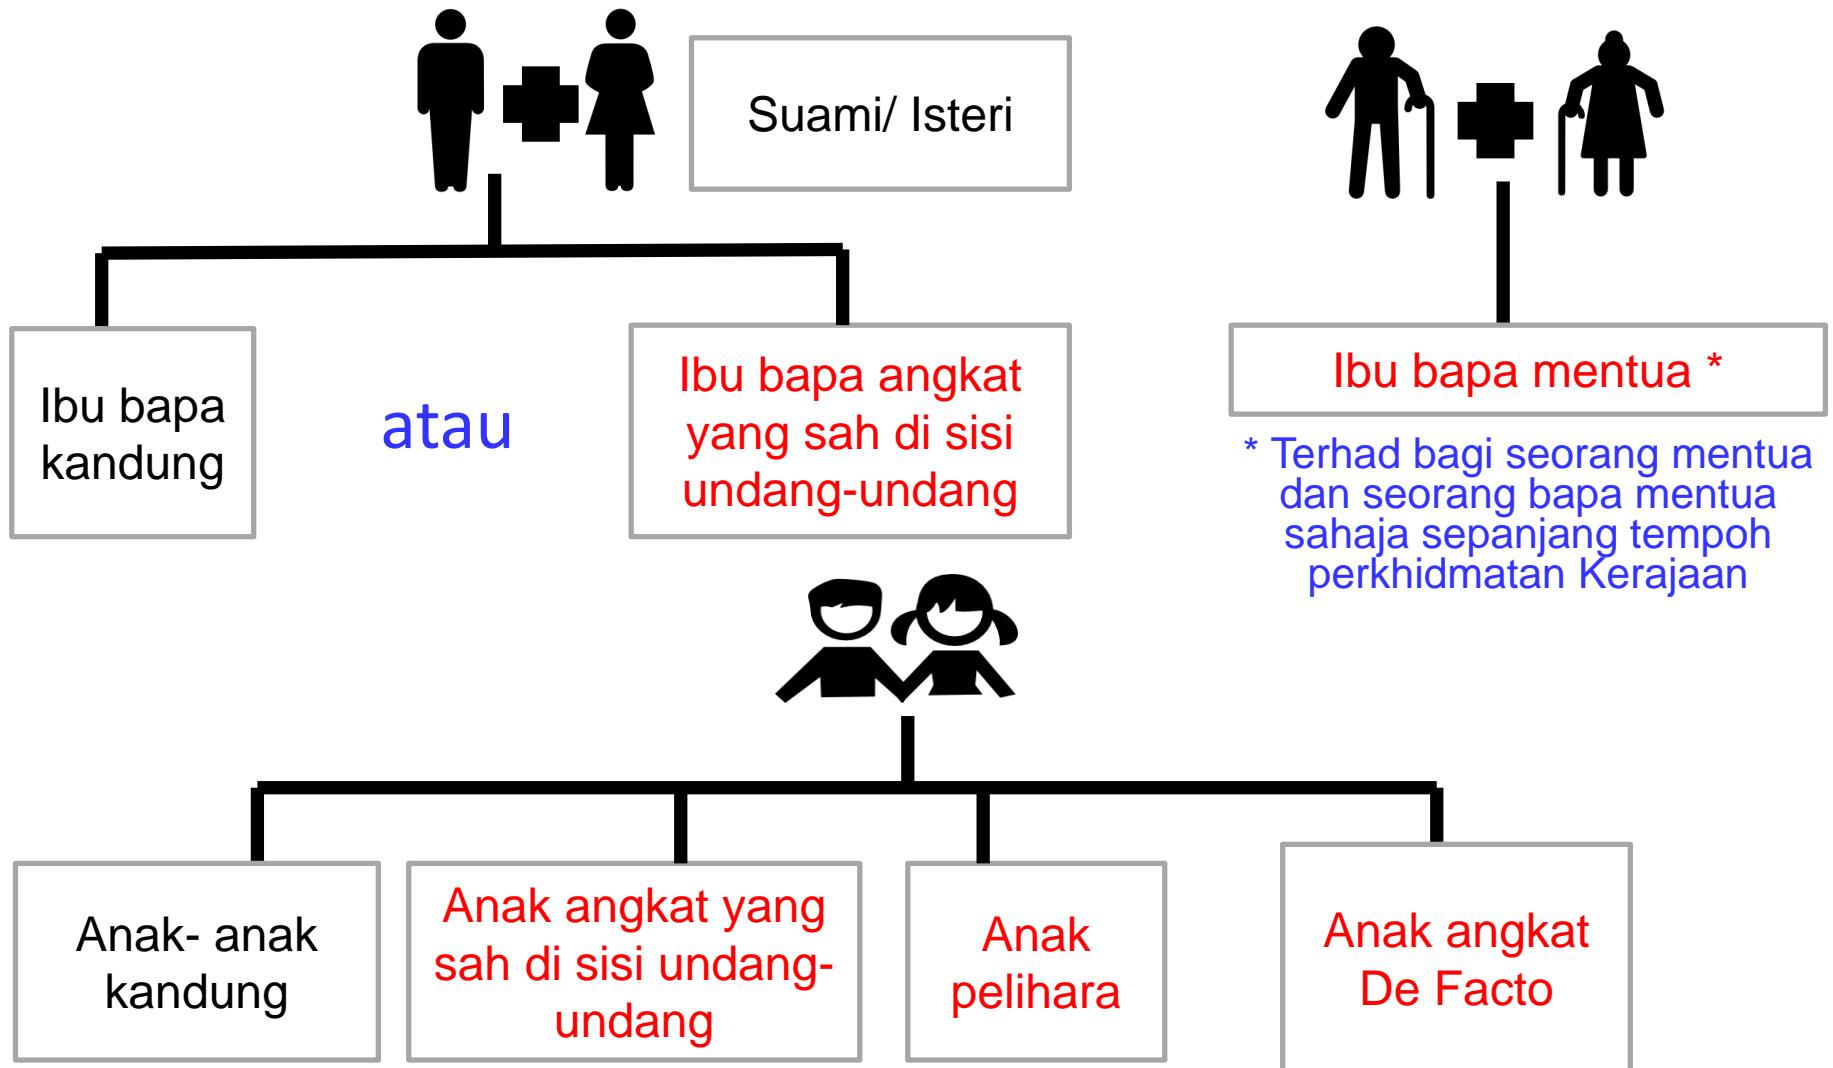 Suami/ Isteri
Ibu bapa
kandung
atau
Ibu bapa angkat
yang sah di sisi
undang-undang
Ibu bapa mentua *
* Terhad bagi seorang mentua
dan seorang bapa mentua
sahaja sepanjang tempoh
perkhidmatan Kerajaan
Anak- anak
kandung
Anak angkat yang
sah di sisi undang-
undang
Anak
pelihara
Anak angkat
De Facto